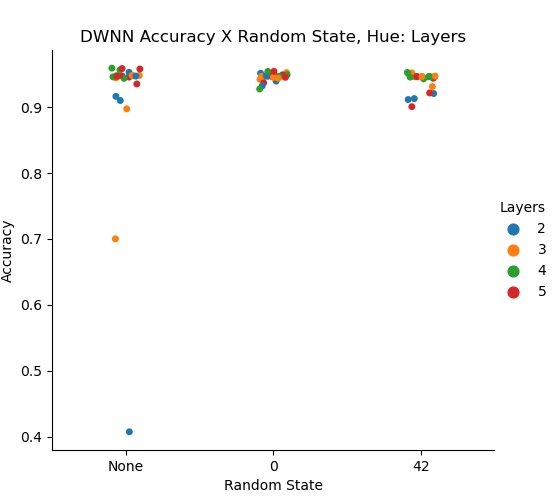 DWNN Accuracy X Random State, Hue: Layers
Accuracy
0.9
0.8
0.7
0.6
0.5
0.4
None
0
42
Random State
Layers
2
3
4
5